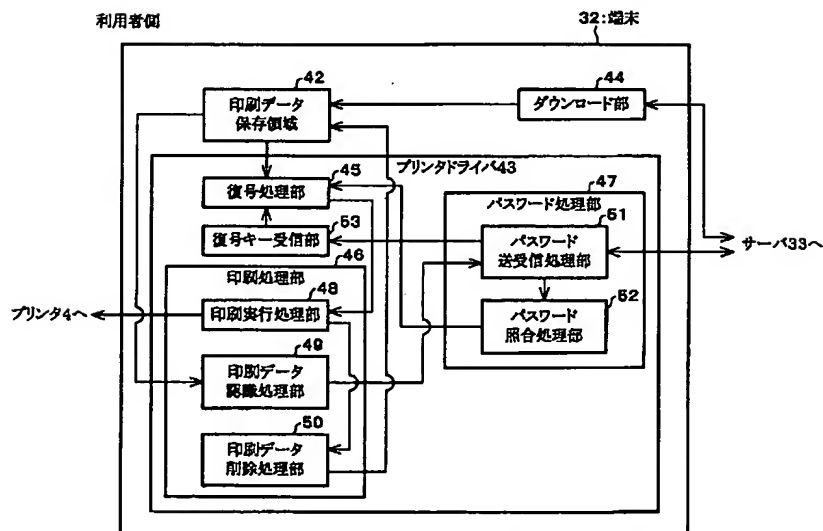 利用者側
32:端末
42
印刷データ
保存領域
44
ダウンロード部
プリンタドライバ43
45
復号処理部
47
パスワード処理部
53
復号キー受信部
51
パスワード
送受信処理部
サーバ33へ
46
印刷処理部
48
印刷実行処理部
プリンタ4へ
52
パスワード
照合処理部
49
印刷データ
認識処理部
50
印刷データ
削除処理部